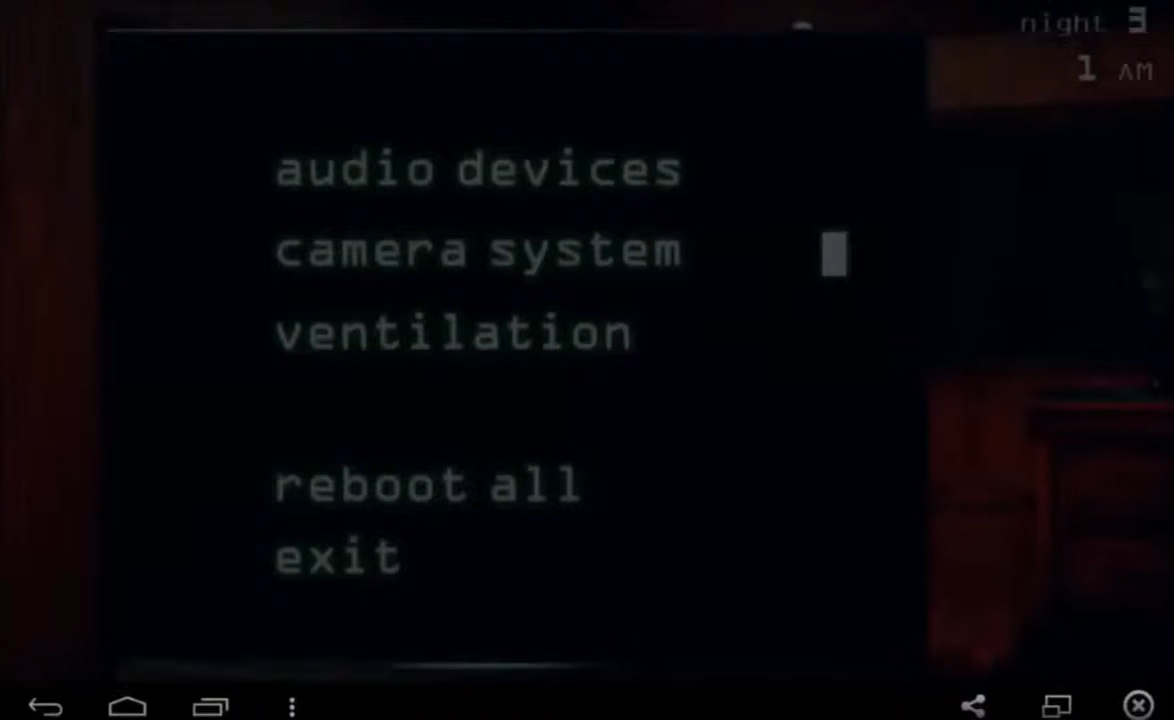 night 3
1 AM
audio devices
camera system
ventilation
reboot all
exit